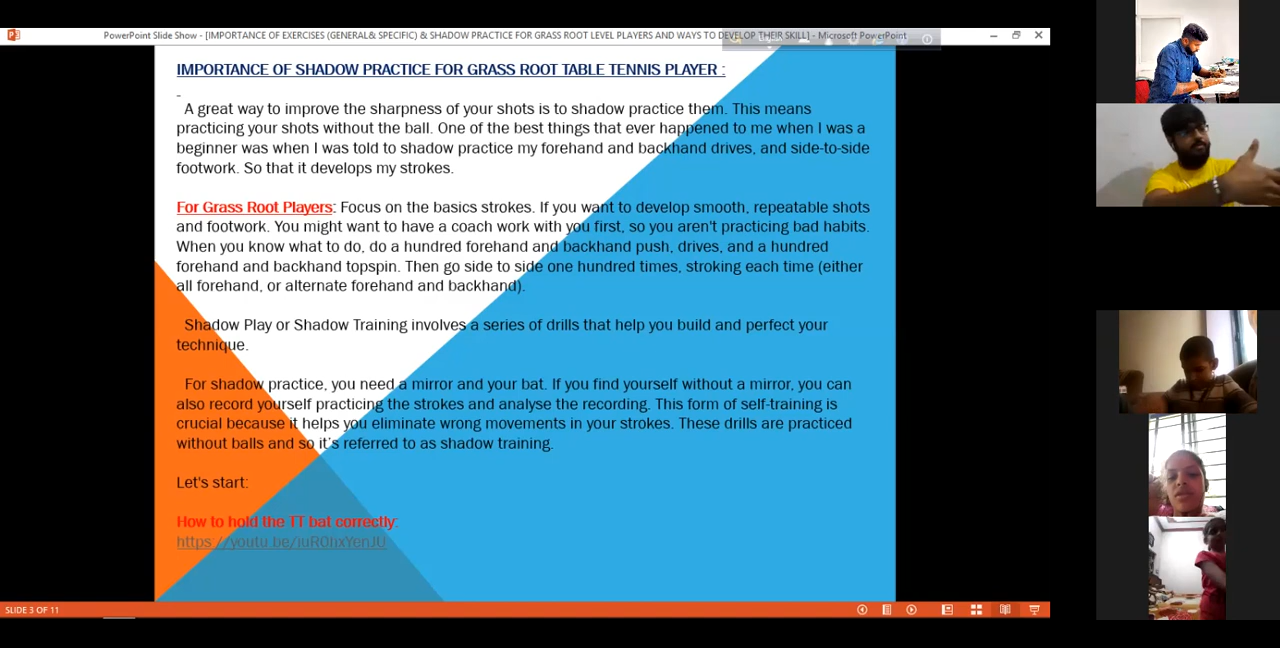 PowerPoint Slide Show - [IMPORTANCE OF EXERCISES (GENERAL& SPECIFIC) & SHADOW PRACTICE FOR GRASS ROOT LEVEL PLAYERS AND WAYS TO DEVELOP THEIR SKILL] - Microsoft PowerPoint
IMPORTANCE OF SHADOW PRACTICE FOR GRASS ROOT TABLE TENNIS PLAYER :
A great way to improve the sharpness of your shots is to shadow practice them. This means
practicing your shots without the ball. One of the best things that ever happened to me when I was a
beginner was when I was told to shadow practice my forehand and backhand drives, and side-to-side
footwork. So that it develops my strokes.
For Grass Root Players: Focus on the basics strokes. If you want to develop smooth, repeatable shots
and footwork. You might want to have a coach work with you first, so you aren't practicing bad habits.
When you know what to do, do a hundred forehand and backhand push, drives, and a hundred
forehand and backhand topspin. Then go side to side one hundred times, stroking each time (either
all forehand, or alternate forehand and backhand).
Shadow Play or Shadow Training involves a series of drills that help you build and perfect your
technique.
For shadow practice, you need a mirror and your bat. If you find yourself without a mirror, you can
also record yourself practicing the strokes and analyse the recording. This form of self-training is
crucial because it helps you eliminate wrong movements in your strokes. These drills are practiced
without balls and so it's referred to as shadow training.
Let's start:
How to hold the TT bat correctly:
SLIDE 3 OF 11